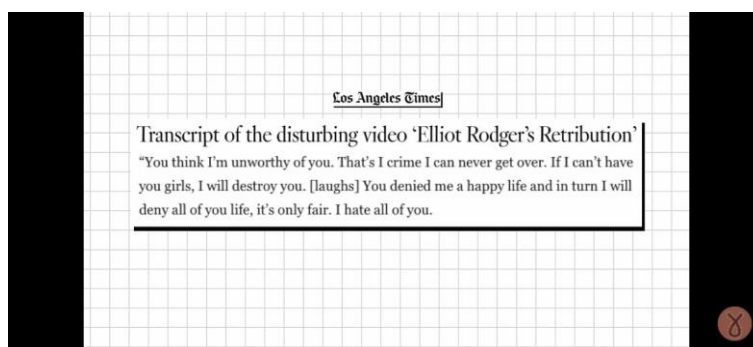 Los Angeles Times
Transcript of the disturbing video ‘Elliot Rodger’s Retribution’
“You think I’m unworthy of you. That’s I crime I can never get over. If I can’t have
you girls, I will destroy you. [laughs] You denied me a happy life and in turn I will
deny all of you life, it’s only fair. I hate all of you.